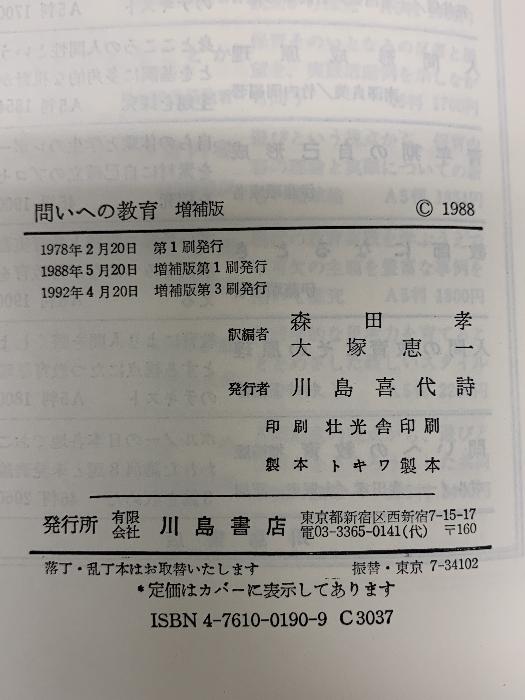 問いへの教育 増補版 © 1988
1978年2月20日 第1刷発行
1988年5月20日 増補版第1刷発行
1992年4月20日 増補版第3刷発行
訳編者 森田孝
大塚恵一
発行者 川島喜代詩
印刷 壮光舎印刷
製本 トキワ製本
発行所 有限会社 川島書店
東京都新宿区西新宿7-15-17
電03-3365-0141(代) 〒160
落丁・乱丁本はお取替いたします 振替・東京 7-34102
*定価はカバーに表示してあります
ISBN 4-7610-0190-9 C3037